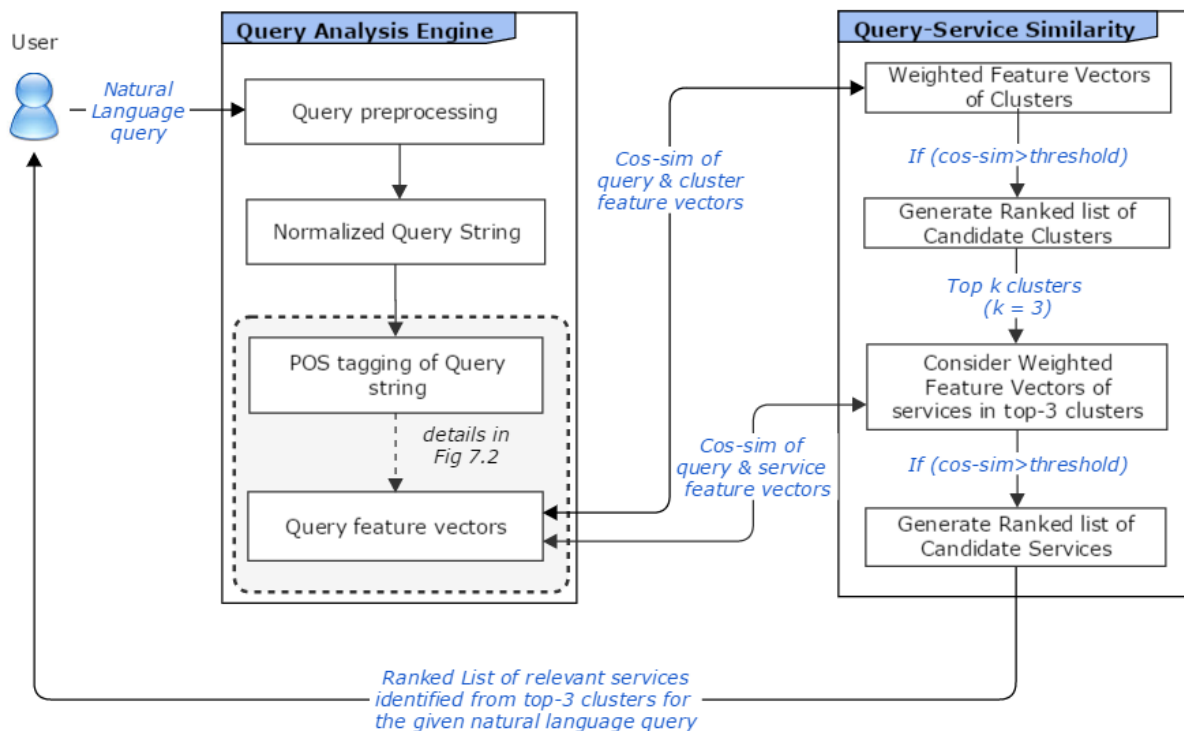 User
Natural
Language
query
Query Analysis Engine
Query preprocessing
Normalized Query String
POS tagging of Query
string
details in
Fig 7.2
Query feature vectors
Cos-sim of
query & cluster
feature vectors
Cos-sim of
query & service
feature vectors
Query-Service Similarity
Weighted Feature Vectors
of Clusters
If (cos-sim>threshold)
Generate Ranked list of
Candidate Clusters
Top k clusters
(k = 3)
Consider Weighted
Feature Vectors of
services in top-3 clusters
If (cos-sim>threshold)
Generate Ranked list of
Candidate Services
Ranked List of relevant services
identified from top-3 clusters for
the given natural language query